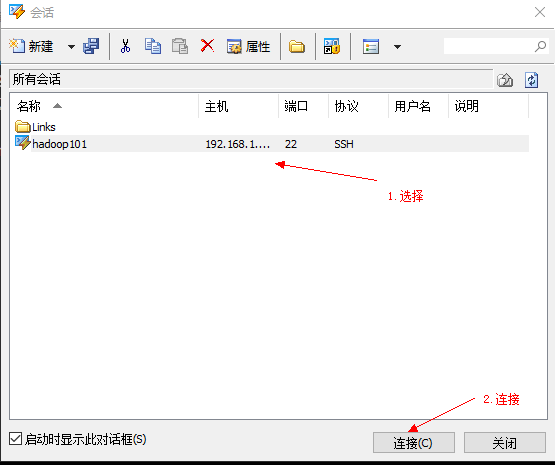 会话
新建 属性
所有会话
名称 主机 端口 协议 用户名 说明
Links
hadoop101 192.168.1.... 22 SSH
1.选择
2.连接
启动时显示此对话框(S) 连接(C) 关闭